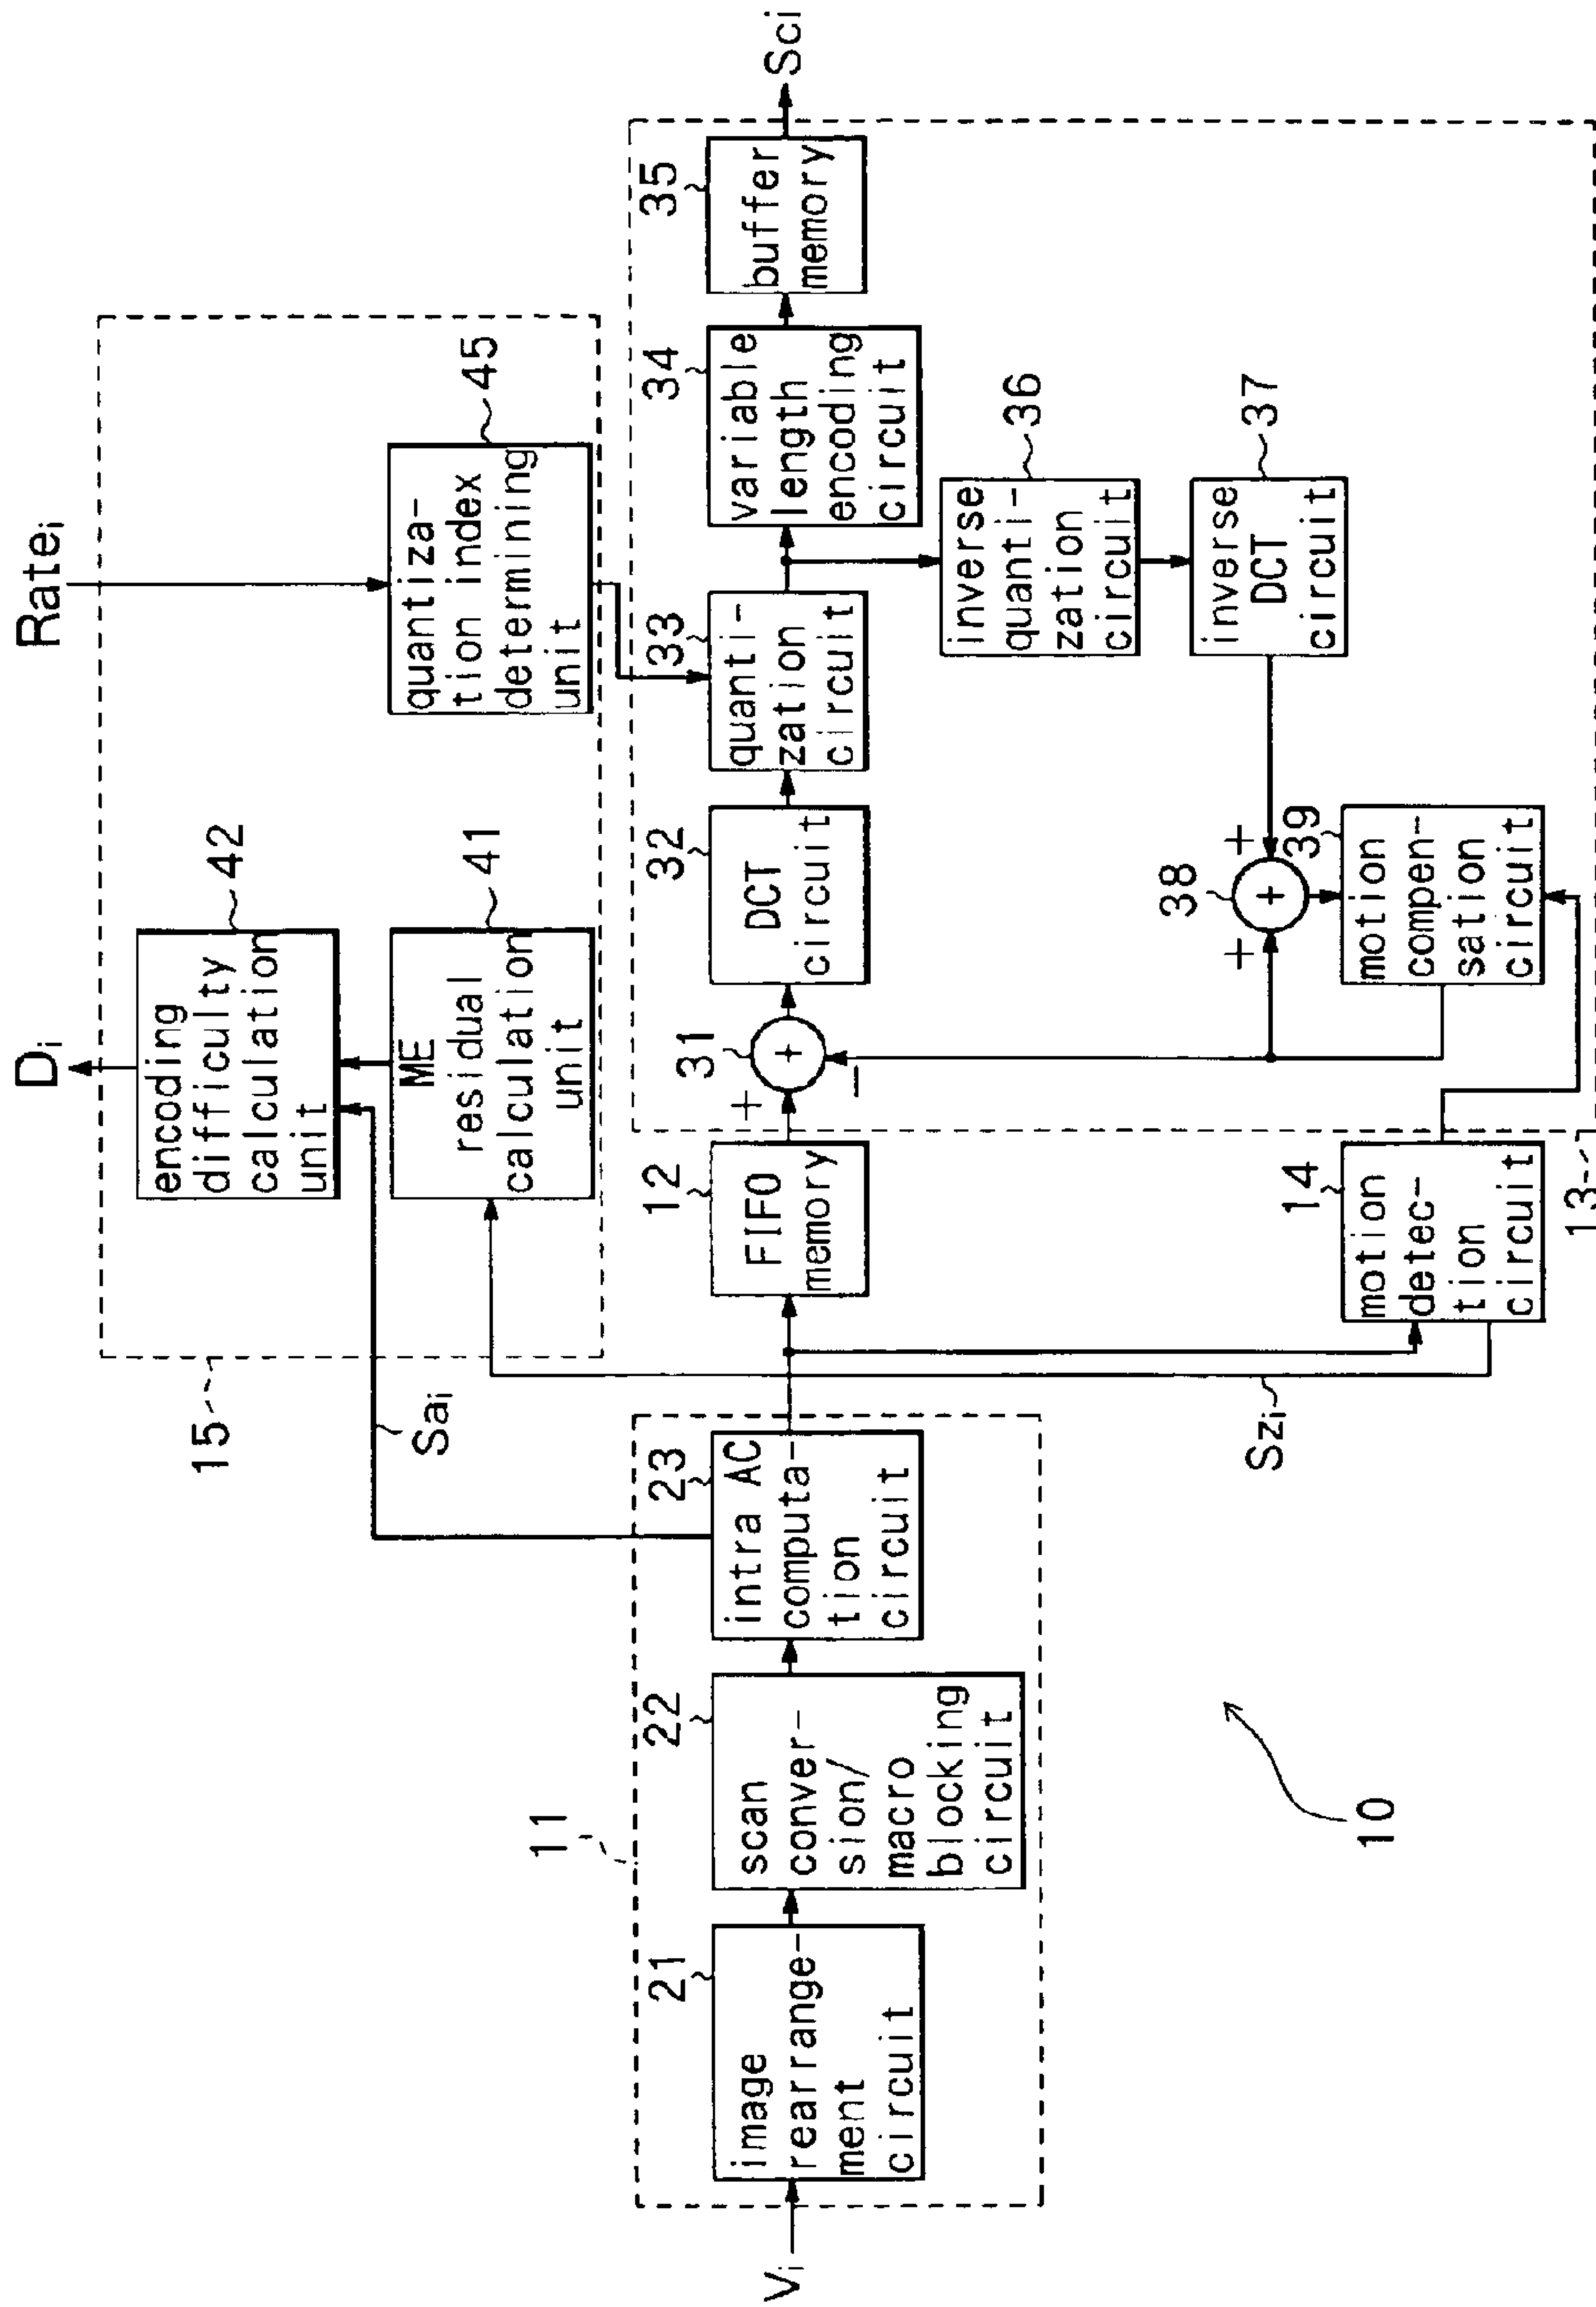 Rateᵢ
Dᵢ
15
42
encoding
difficulty
calculation
unit
41
ME
residual
calculation
unit
45
quantiza-
tion index
determining
unit
Saᵢ
11
Vᵢ
21
image
rearrange-
ment
circuit
22
scan
conver-
sion/
macro
blocking
circuit
23
intra AC
computa-
tion
circuit
12
FIFO
memory
31
+
+
−
32
DCT
circuit
33
quanti-
zation
circuit
34
variable
length
encoding
circuit
35
buffer
memory
Sci
36
inverse
quanti-
zation
circuit
37
inverse
DCT
circuit
38
+
+
+
39
motion
compen-
sation
circuit
Szᵢ
14
motion
detec-
tion
circuit
13
10